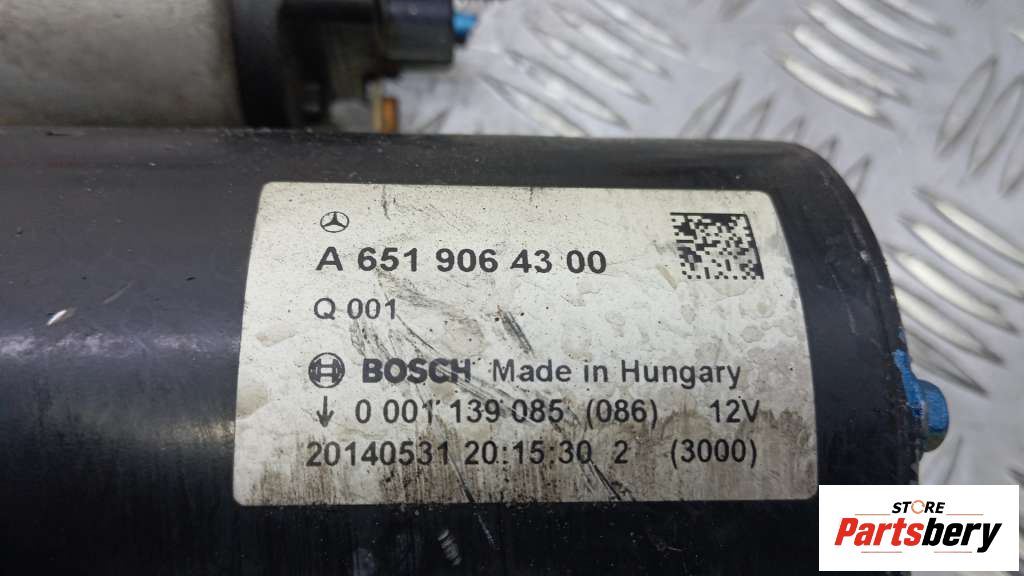 A 651 906 43 00
Q 001
BOSCH Made in Hungary
↓ 0 001 139 085 (086) 12V
20140531 20:15:30 2 (3000)
STORE
Partsbery